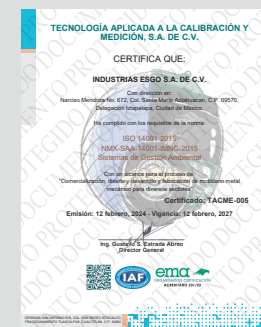 TECNOLOGÍA APLICADA A LA CALIBRACIÓN Y
MEDICIÓN, S.A. DE C.V.
CERTIFICA QUE:
INDUSTRIAS ESGO S.A. DE C.V.
Con dirección en:
Narciso Mendoza No. 672, Col. Santa María Aztahuacan, C.P. 09570,
Delegación Iztapalapa, Ciudad de México
Ha cumplido con los requisitos de la norma:
ISO 14001:2015
NMX-SAA-14001-IMNC-2015
Sistemas de Gestión Ambiental
Con un alcance para el proceso de:
"Comercialización, diseño y desarrollo y fabricación de mobiliario metal
mecánico para diversos sectores"
Certificado: TACME-005
Emisión: 12 febrero, 2024 - Vigencia: 12 febrero, 2027
Ing. Gustavo S. Estrada Abreo
Director General
IAF
ema
ORGANISMO DE CERTIFICACIÓN